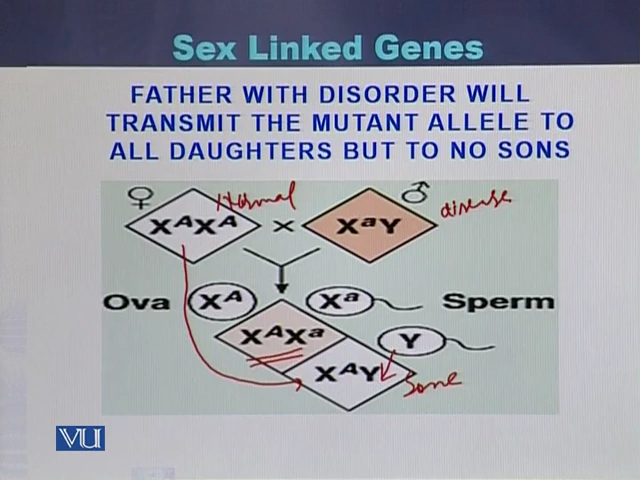 Sex Linked Genes
FATHER WITH DISORDER WILL
TRANSMIT THE MUTANT ALLELE TO
ALL DAUGHTERS BUT TO NO SONS
♀ Normal ♂ disease
XᴬXᴬ × XᵃY
Ova Xᴬ Xᵃ Sperm
XᴬXᵃ Y
XᴬY Sone
VU